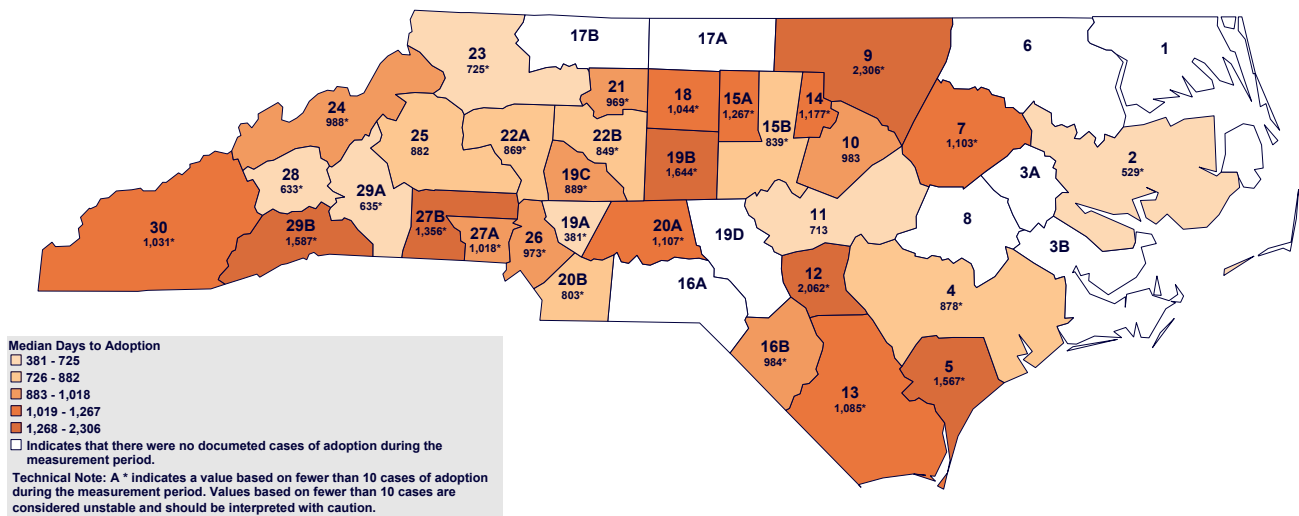 17B
17A
9
2,306*
6
1
23
725*
21
969*
18
1,044*
15A
1,267*
15B
839*
14
1,177*
24
988*
25
882
22A
869*
22B
849*
10
983
7
1,103*
2
529*
28
633*
29A
635*
19C
889*
19B
1,644*
3A
30
1,031*
29B
1,587*
27B
1,356*
27A
1,018*
26
973*
19A
381*
20A
1,107*
19D
11
713
8
3B
20B
803*
16A
12
2,062*
4
878*
16B
984*
13
1,085*
5
1,567*
Median Days to Adoption
381 - 725
726 - 882
883 - 1,018
1,019 - 1,267
1,268 - 2,306
Indicates that there were no documeted cases of adoption during the
measurement period.
Technical Note: A * indicates a value based on fewer than 10 cases of adoption
during the measurement period. Values based on fewer than 10 cases are
considered unstable and should be interpreted with caution.